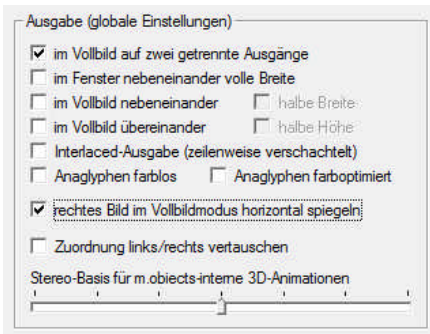 Ausgabe (globale Einstellungen)
im Vollbild auf zwei getrennte Ausgänge
im Fenster nebeneinander volle Breite
im Vollbild nebeneinander halbe Breite
im Vollbild übereinander halbe Höhe
Interlaced-Ausgabe (zeilenweise verschachtelt)
Anaglyphen farblos Anaglyphen farboptimiert
rechtes Bild im Vollbildmodus horizontal spiegeln
Zuordnung links/rechts vertauschen
Stereo-Basis für m.objects-interne 3D-Animationen